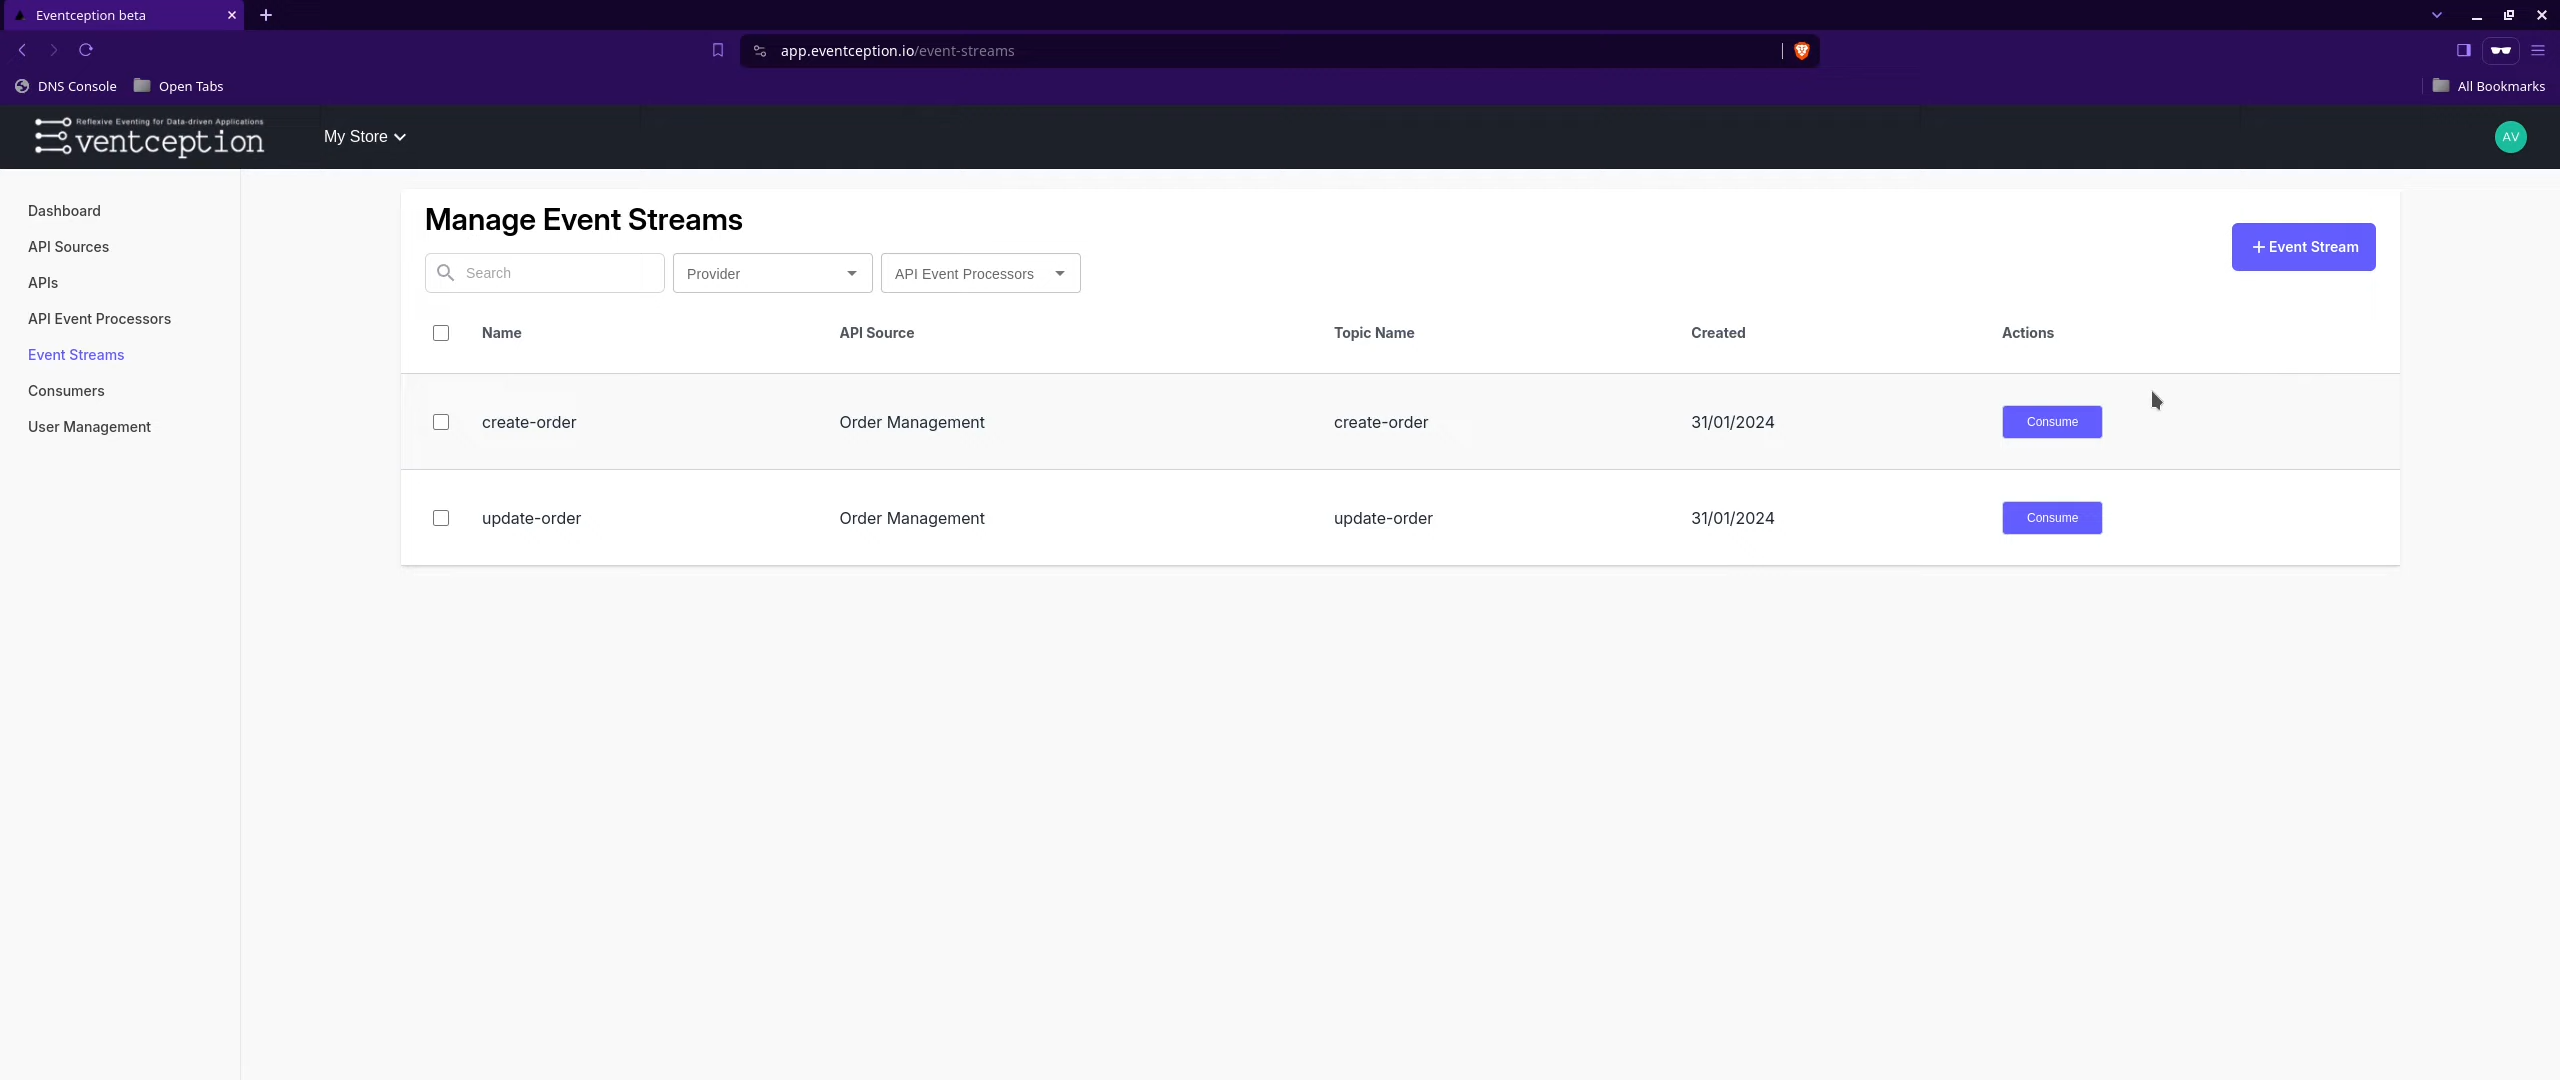 Eventception beta
app.eventception.io/event-streams
DNS Console
Open Tabs
All Bookmarks
Reflexive Eventing for Data-driven Applications
ventception
My Store
AV
Dashboard
API Sources
APIs
API Event Processors
Event Streams
Consumers
User Management
Manage Event Streams
+ Event Stream
Search
Provider
API Event Processors
Name API Source Topic Name Created Actions
create-order Order Management create-order 31/01/2024 Consume
update-order Order Management update-order 31/01/2024 Consume